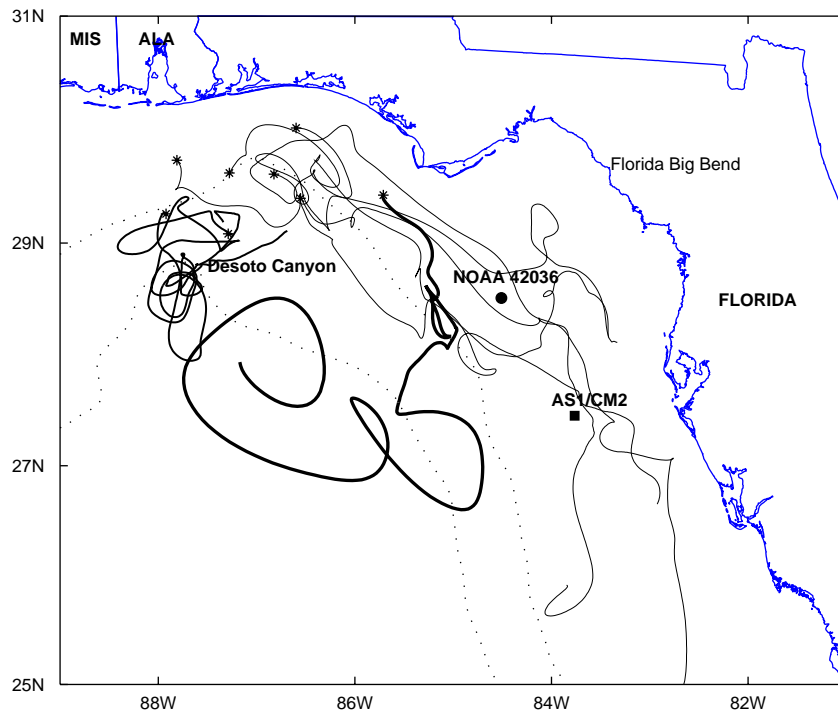 31N
MIS
ALA
Florida Big Bend
29N
Desoto Canyon
NOAA 42036
FLORIDA
AS1/CM2
27N
25N
88W
86W
84W
82W